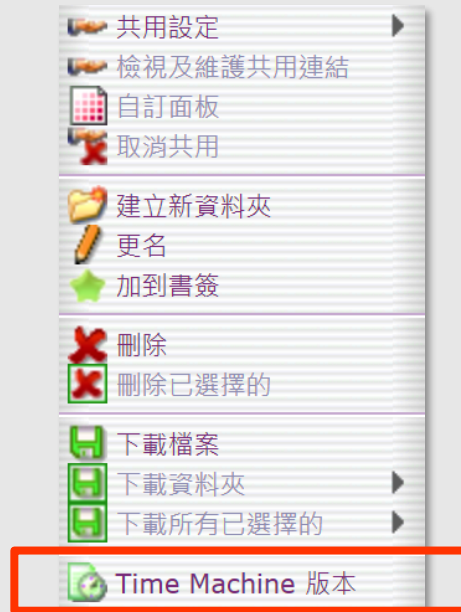 共用設定
檢視及維護共用連結
自訂面板
取消共用
建立新資料夾
更名
加到書簽
刪除
刪除已選擇的
下載檔案
下載資料夾
下載所有已選擇的
Time Machine 版本